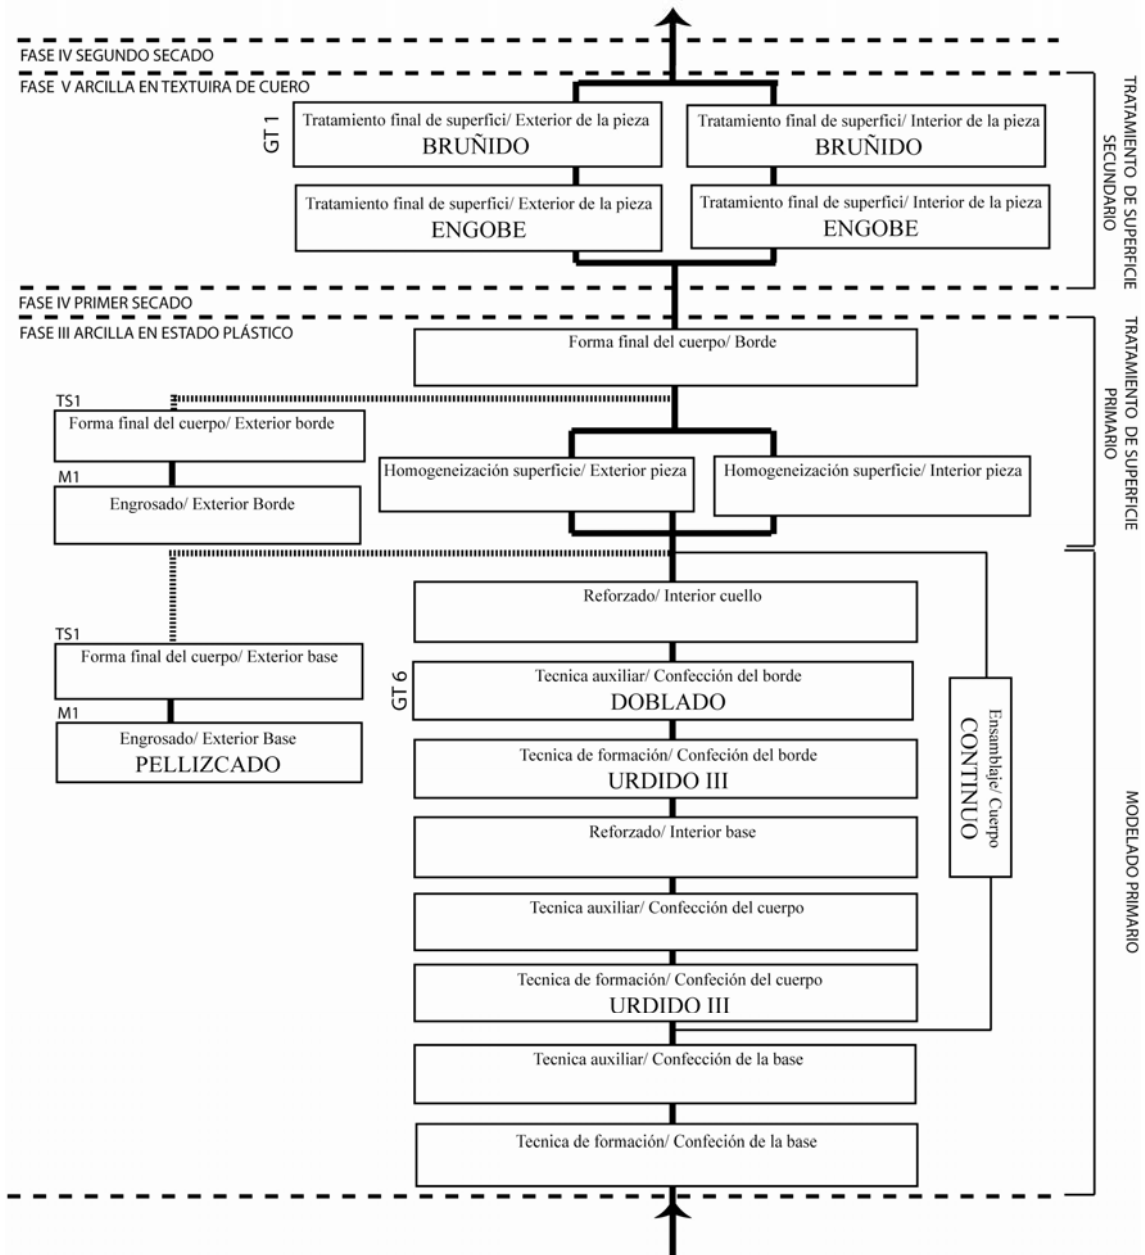 FASE IV SEGUNDO SECADO
FASE V ARCILLA EN TEXTUIRA DE CUERO
GT 1
Tratamiento final de superfici/ Exterior de la pieza
BRUÑIDO
Tratamiento final de superfici/ Interior de la pieza
BRUÑIDO
Tratamiento final de superfici/ Exterior de la pieza
ENGOBE
Tratamiento final de superfici/ Interior de la pieza
ENGOBE
TRATAMIENTO DE SUPERFICIE
SECUNDARIO
FASE IV PRIMER SECADO
FASE III ARCILLA EN ESTADO PLÁSTICO
Forma final del cuerpo/ Borde
TS1
Forma final del cuerpo/ Exterior borde
M1
Engrosado/ Exterior Borde
Homogeneización superficie/ Exterior pieza
Homogeneización superficie/ Interior pieza
TRATAMIENTO DE SUPERFICIE
PRIMARIO
Reforzado/ Interior cuello
TS1
Forma final del cuerpo/ Exterior base
M1
Engrosado/ Exterior Base
PELLIZCADO
GT 6
Tecnica auxiliar/ Confección del borde
DOBLADO
Tecnica de formación/ Confeción del borde
URDIDO III
Reforzado/ Interior base
Tecnica auxiliar/ Confección del cuerpo
Tecnica de formación/ Confeción del cuerpo
URDIDO III
Ensamblaje/ Cuerpo
CONTINUO
Tecnica auxiliar/ Confección de la base
Tecnica de formación/ Confeción de la base
MODELADO PRIMARIO